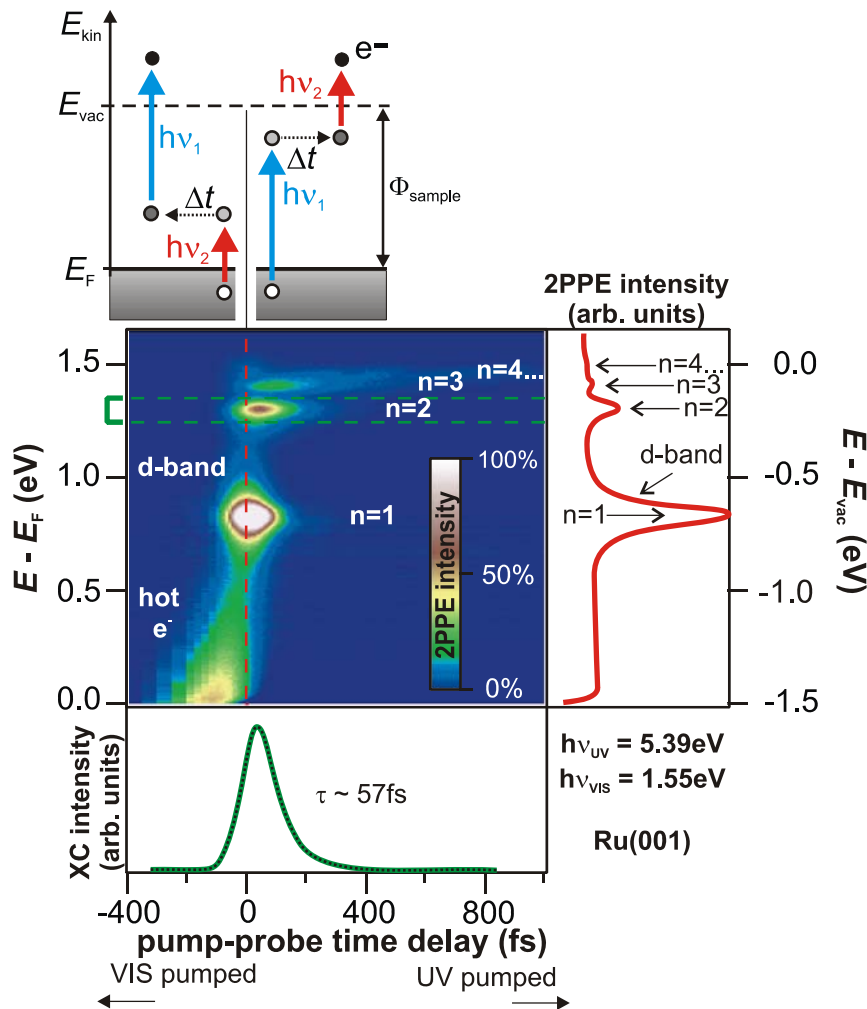 E_kin
e⁻
hν₂
E_vac
hν₁
Δt
Δt
hν₁
Φ_sample
hν₂
E_F
2PPE intensity
(arb. units)
1.5
1.0
0.5
0.0
E - E_F (eV)
n=4...
n=3
n=2
d-band
n=1
hot
e⁻
100%
50%
0%
2PPE intensity
n=4...
n=3
n=2
d-band
n=1
0.0
-0.5
-1.0
-1.5
E - E_vac (eV)
XC intensity
(arb. units)
τ ~ 57fs
hν_UV = 5.39eV
hν_VIS = 1.55eV
Ru(001)
-400 0 400 800
pump-probe time delay (fs)
VIS pumped UV pumped